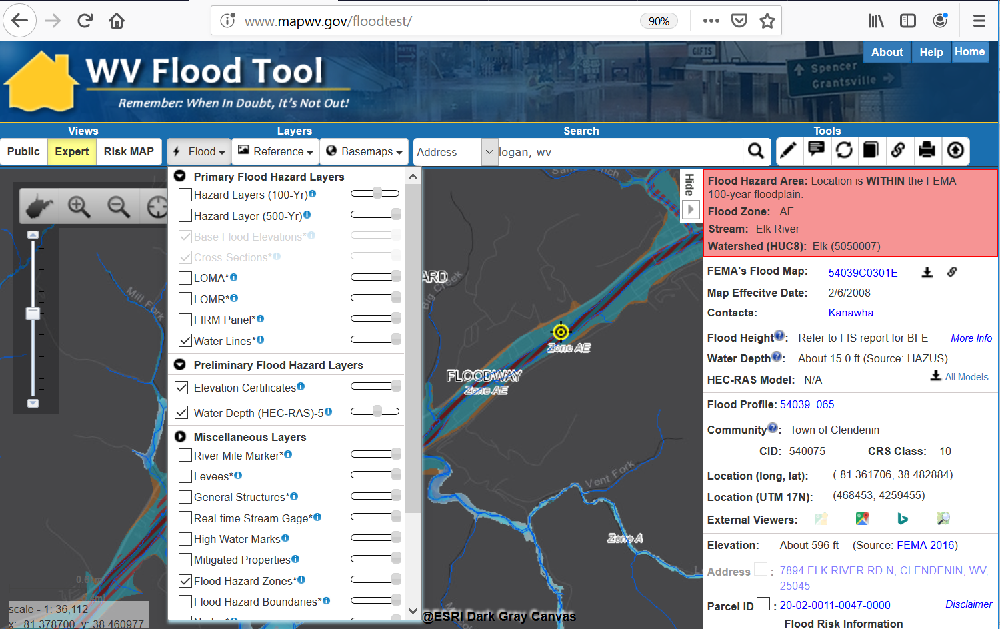 www.mapwv.gov/floodtest/
90%
WV Flood Tool
Remember: When In Doubt, It's Not Out!
GIFTS
Spencer
Grantsville
About
Help
Home
Views
Layers
Search
Tools
Public
Expert
Risk MAP
Flood
Reference
Basemaps
Address
logan, wv
Primary Flood Hazard Layers
Hazard Layers (100-Yr)
Hazard Layer (500-Yr)
Base Flood Elevations*
Cross-Sections*
LOMA*
LOMR*
FIRM Panel*
Water Lines*
Preliminary Flood Hazard Layers
Elevation Certificates
Water Depth (HEC-RAS)-5
Miscellaneous Layers
River Mile Marker*
Levees*
General Structures*
Real-time Stream Gage*
High Water Marks
Mitigated Properties
Flood Hazard Zones*
Flood Hazard Boundaries*
Mill Fork
scale - 1: 36,112
x: -81.378700, y: 38.460977
ARD
Big Creek
Zone AE
FLOODWAY
Zone AE
Vent Fork
Zone A
@ESRI Dark Gray Canvas
Hide
Flood Hazard Area: Location is WITHIN the FEMA
100-year floodplain.
Flood Zone: AE
Stream: Elk River
Watershed (HUC8): Elk (5050007)
FEMA's Flood Map: 54039C0301E
Map Effecitve Date: 2/6/2008
Contacts: Kanawha
Flood Height: Refer to FIS report for BFE More Info
Water Depth: About 15.0 ft (Source: HAZUS)
HEC-RAS Model: N/A All Models
Flood Profile: 54039_065
Community: Town of Clendenin
CID: 540075 CRS Class: 10
Location (long, lat): (-81.361706, 38.482884)
Location (UTM 17N): (468453, 4259455)
External Viewers:
Elevation: About 596 ft (Source: FEMA 2016)
Address : 7894 ELK RIVER RD N, CLENDENIN, WV,
25045
Parcel ID : 20-02-0011-0047-0000 Disclaimer
Flood Risk Information